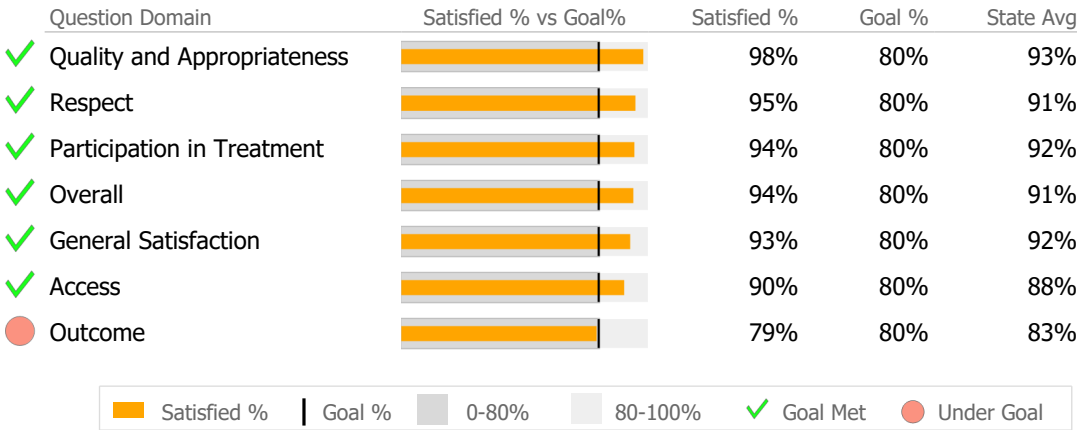 Question Domain Satisfied % vs Goal% Satisfied % Goal % State Avg
Quality and Appropriateness 98% 80% 93%
Respect 95% 80% 91%
Participation in Treatment 94% 80% 92%
Overall 94% 80% 91%
General Satisfaction 93% 80% 92%
Access 90% 80% 88%
Outcome 79% 80% 83%
Satisfied % Goal % 0-80% 80-100% Goal Met Under Goal